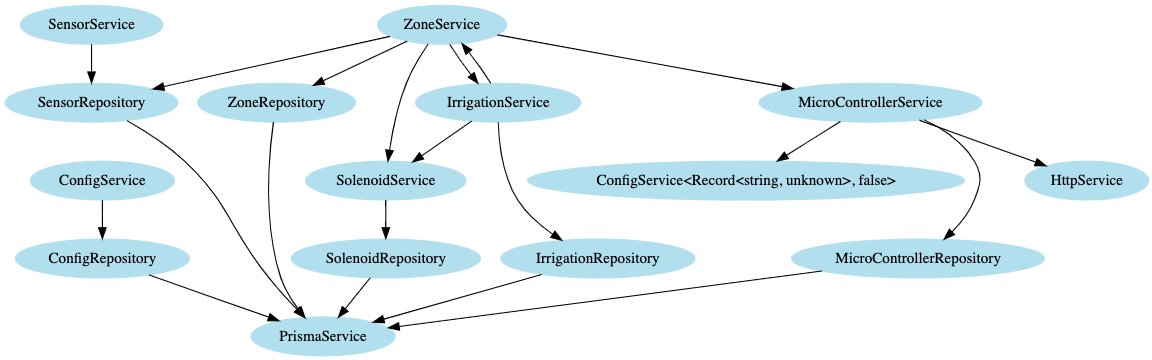 SensorService
ZoneService
SensorRepository
ZoneRepository
IrrigationService
MicroControllerService
ConfigService
SolenoidService
ConfigService<Record<string, unknown>, false>
HttpService
ConfigRepository
SolenoidRepository
IrrigationRepository
MicroControllerRepository
PrismaService